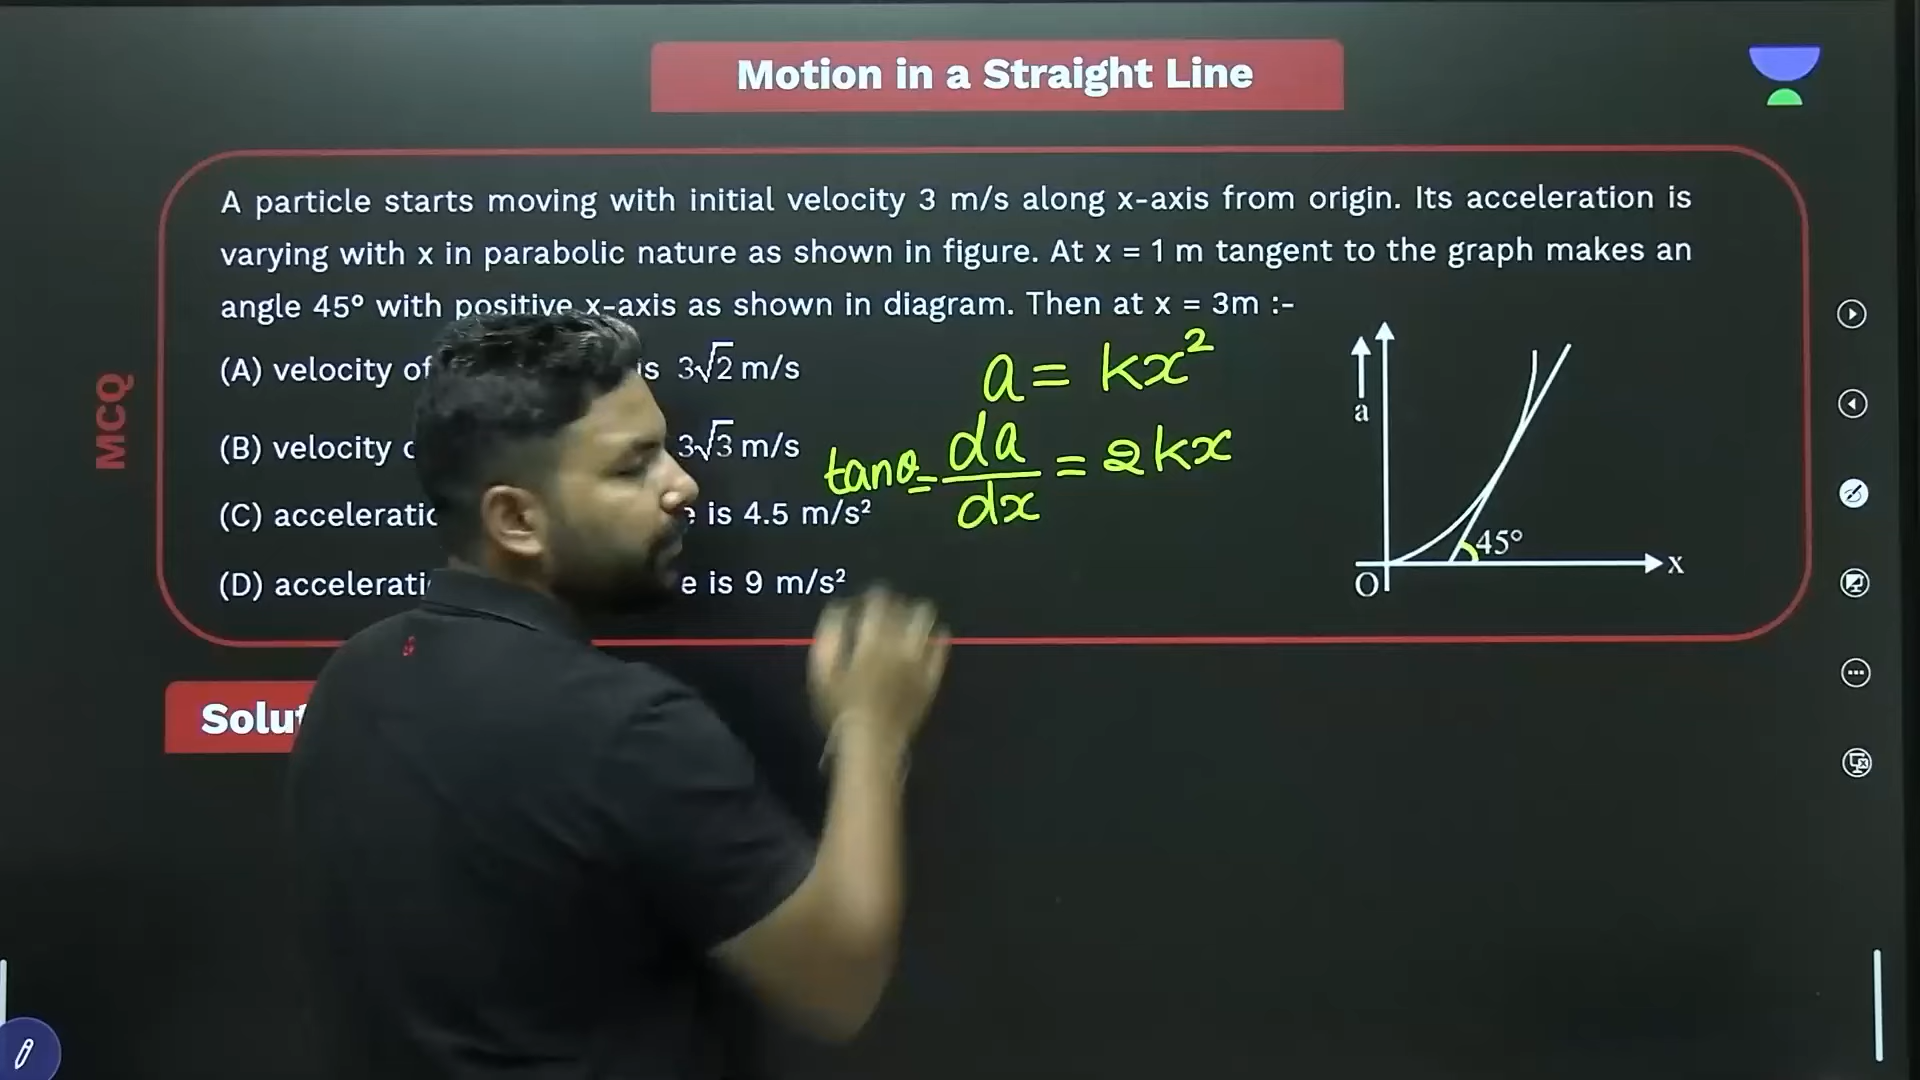 Motion in a Straight Line
A particle starts moving with initial velocity 3 m/s along x-axis from origin. Its acceleration is
varying with x in parabolic nature as shown in figure. At x = 1 m tangent to the graph makes an
angle 45° with positive x-axis as shown in diagram. Then at x = 3m :-
MCQ
(A) velocity of is 3√2 m/s
(B) velocity 3√3 m/s
(C) is 4.5 m/s²
(D) is 9 m/s²
a = kx²
tanθ = da/dx = 2kx
a
45°
O
x